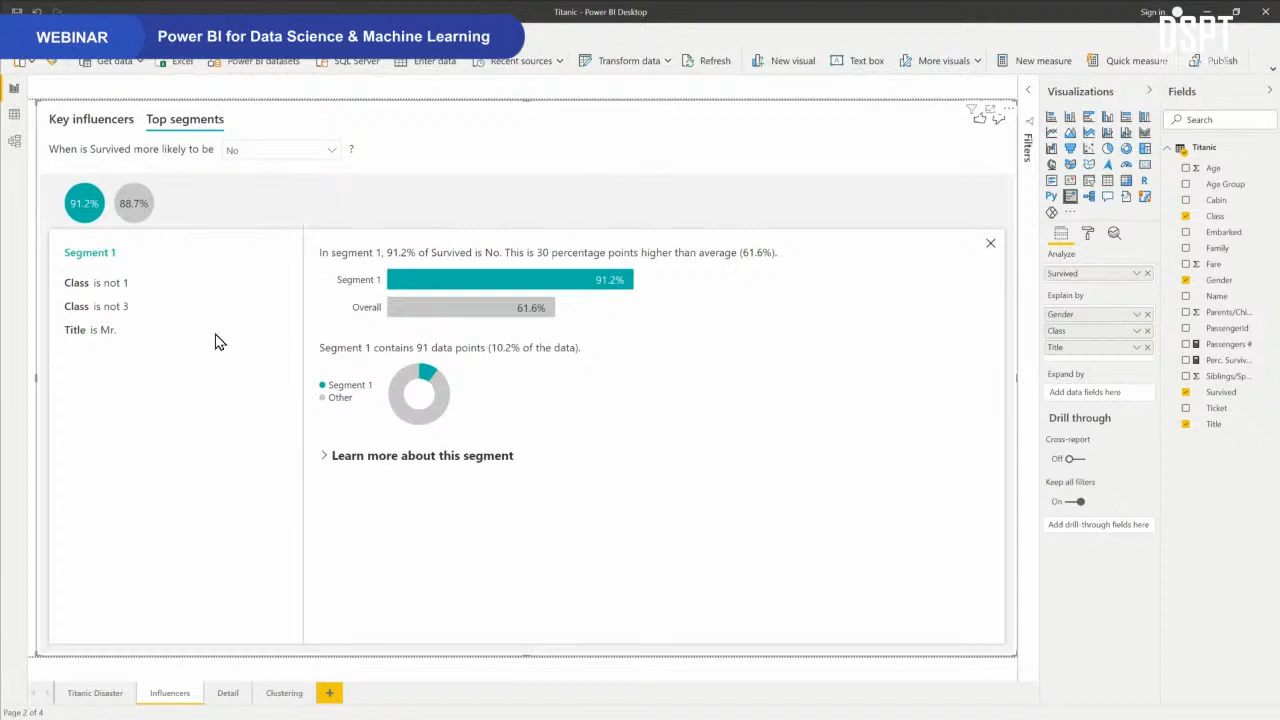 Titanic - Power BI Desktop
Sign in
DSPT
WEBINAR
Power BI for Data Science & Machine Learning
Get data
Excel
Power BI datasets
SQL Server
Enter data
Recent sources
Transform data
Refresh
New visual
Text box
More visuals
New measure
Quick measure
Publish
Key influencers
Top segments
When is Survived more likely to be
No
?
91.2%
88.7%
Segment 1
Class is not 1
Class is not 3
Title is Mr.
In segment 1, 91.2% of Survived is No. This is 30 percentage points higher than average (61.6%).
Segment 1
91.2%
Overall
61.6%
Segment 1 contains 91 data points (10.2% of the data).
Segment 1
Other
Learn more about this segment
Filters
Visualizations
R
Py
Analyze
Survived
Explain by
Gender
Class
Title
Expand by
Add data fields here
Drill through
Cross-report
Off
Keep all filters
On
Add drill-through fields here
Fields
Search
Titanic
Age
Age Group
Cabin
Class
Embarked
Family
Fare
Gender
Name
Parents/Chi...
PassengerId
Passengers #
Perc. Surviv...
Siblings/Sp...
Survived
Ticket
Title
Titanic Disaster
Influencers
Detail
Clustering
+
Page 2 of 4